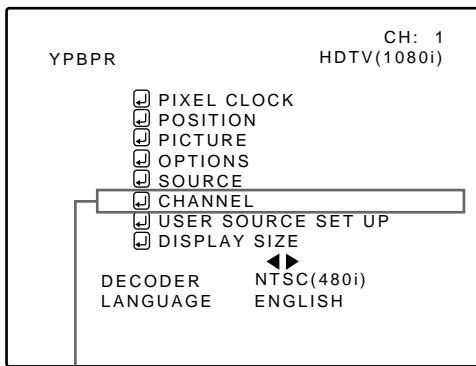 CH: 1
YPBPR HDTV(1080i)
PIXEL CLOCK
POSITION
PICTURE
OPTIONS
SOURCE
CHANNEL
USER SOURCE SET UP
DISPLAY SIZE
DECODER NTSC(480i)
LANGUAGE ENGLISH